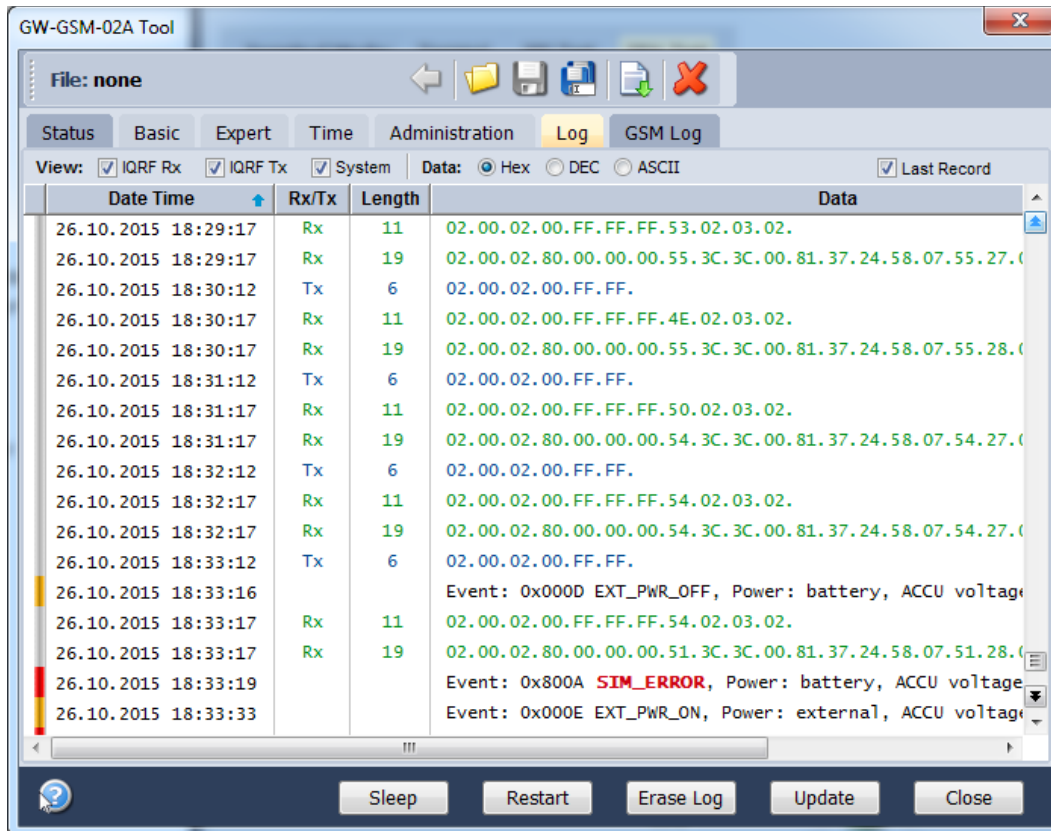 GW-GSM-02A Tool
File: none
Status Basic Expert Time Administration Log GSM Log
View: IQRF Rx IQRF Tx System Data: Hex DEC ASCII Last Record
Date Time Rx/Tx Length Data
26.10.2015 18:29:17 Rx 11 02.00.02.00.FF.FF.FF.53.02.03.02.
26.10.2015 18:29:17 Rx 19 02.00.02.80.00.00.00.55.3C.3C.00.81.37.24.58.07.55.27.
26.10.2015 18:30:12 Tx 6 02.00.02.00.FF.FF.
26.10.2015 18:30:17 Rx 11 02.00.02.00.FF.FF.FF.4E.02.03.02.
26.10.2015 18:30:17 Rx 19 02.00.02.80.00.00.00.55.3C.3C.00.81.37.24.58.07.55.28.
26.10.2015 18:31:12 Tx 6 02.00.02.00.FF.FF.
26.10.2015 18:31:17 Rx 11 02.00.02.00.FF.FF.FF.50.02.03.02.
26.10.2015 18:31:17 Rx 19 02.00.02.80.00.00.00.54.3C.3C.00.81.37.24.58.07.54.27.
26.10.2015 18:32:12 Tx 6 02.00.02.00.FF.FF.
26.10.2015 18:32:17 Rx 11 02.00.02.00.FF.FF.FF.54.02.03.02.
26.10.2015 18:32:17 Rx 19 02.00.02.80.00.00.00.54.3C.3C.00.81.37.24.58.07.54.27.
26.10.2015 18:33:12 Tx 6 02.00.02.00.FF.FF.
26.10.2015 18:33:16 Event: 0x000D EXT_PWR_OFF, Power: battery, ACCU voltage
26.10.2015 18:33:17 Rx 11 02.00.02.00.FF.FF.FF.54.02.03.02.
26.10.2015 18:33:17 Rx 19 02.00.02.80.00.00.00.51.3C.3C.00.81.37.24.58.07.51.28.
26.10.2015 18:33:19 Event: 0x800A SIM_ERROR, Power: battery, ACCU voltage
26.10.2015 18:33:33 Event: 0x000E EXT_PWR_ON, Power: external, ACCU voltage
Sleep Restart Erase Log Update Close